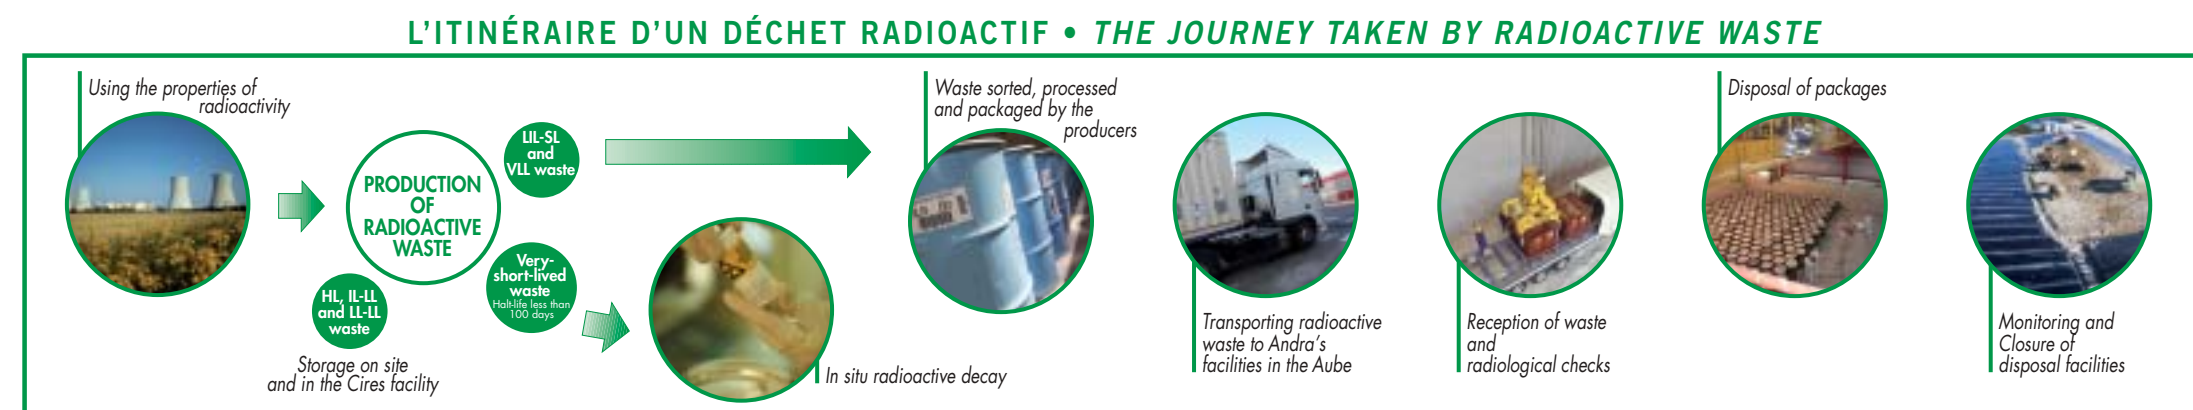 L'ITINÉRAIRE D'UN DÉCHET RADIOACTIF • THE JOURNEY TAKEN BY RADIOACTIVE WASTE
Using the properties of
radioactivity
PRODUCTION
OF
RADIOACTIVE
WASTE
LIL-SL
and
VLL waste
Very-
short-lived
waste
Half-life less than
100 days
HL, IL-LL
and LL-LL
waste
Storage on site
and in the Cires facility
In situ radioactive decay
Waste sorted, processed
and packaged by the
producers
Transporting radioactive
waste to Andra's
facilities in the Aube
Reception of waste
and
radiological checks
Disposal of packages
Monitoring and
Closure of
disposal facilities